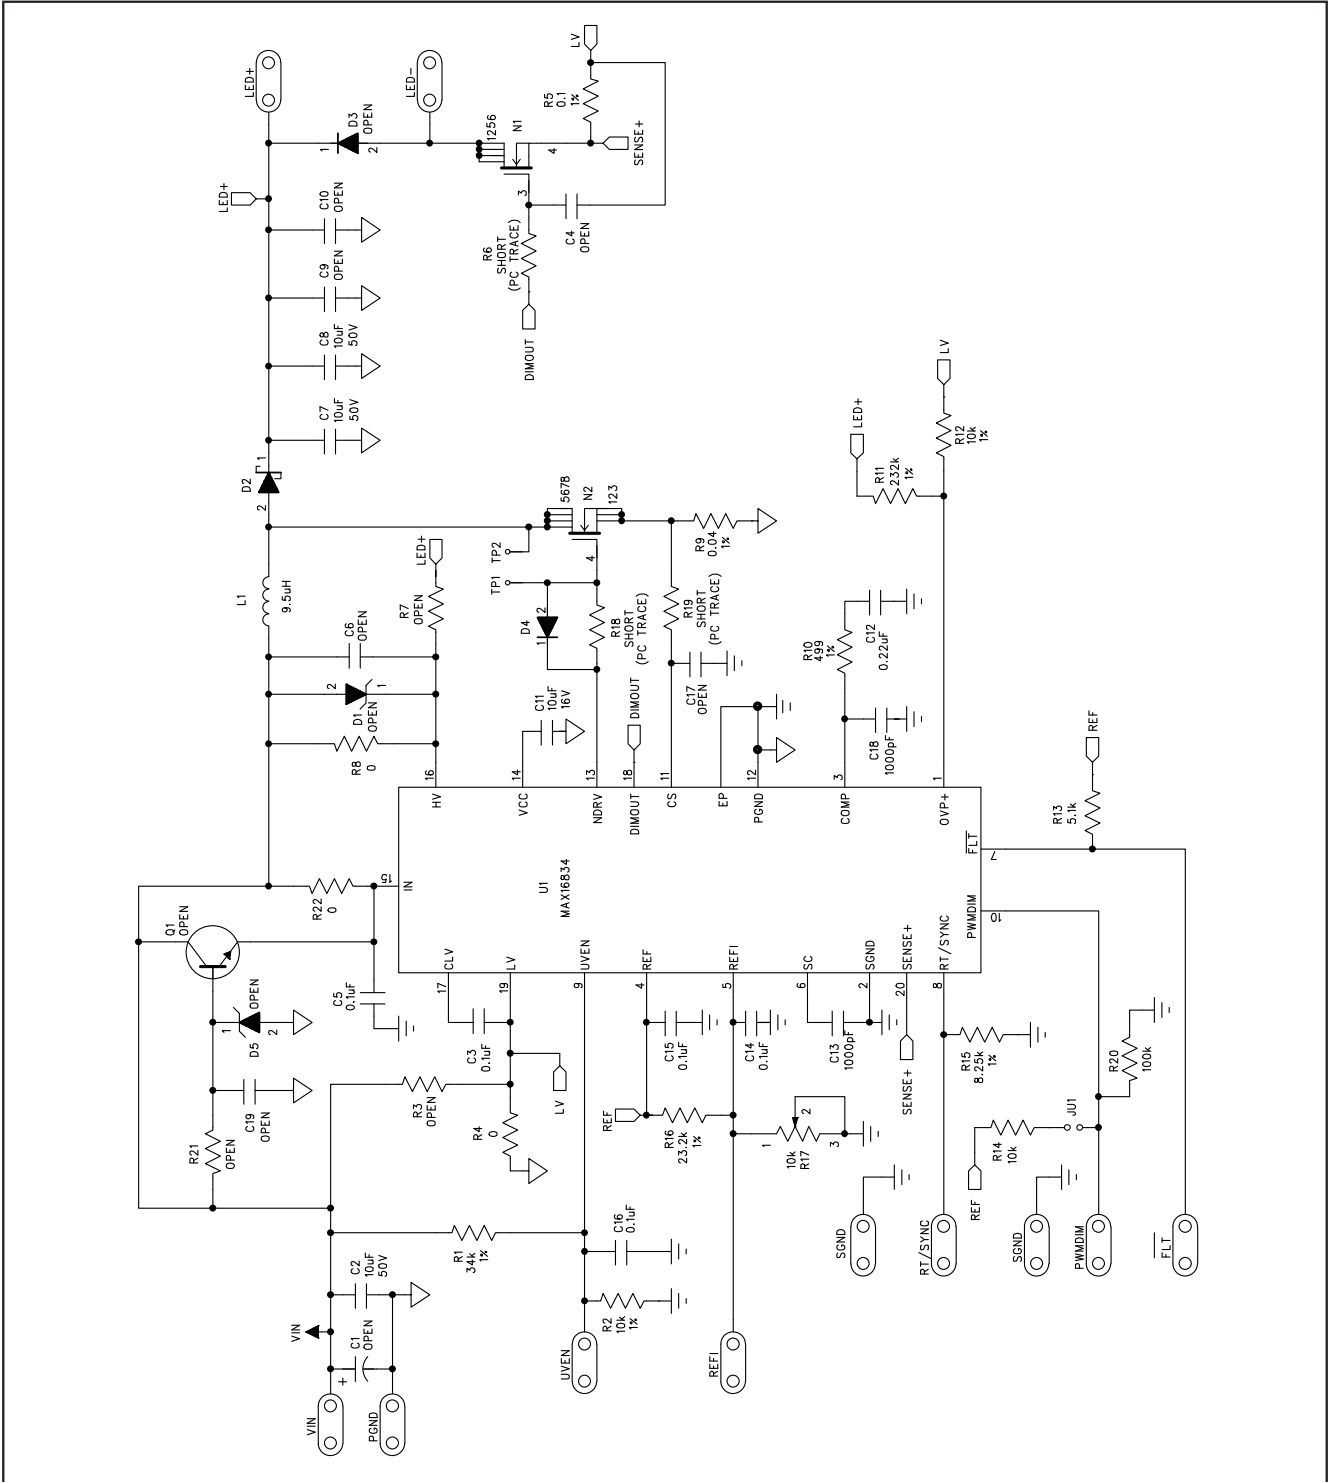 LED+
LED-
LV
R5
0.1
1%
D3
OPEN
1
2
1256
N1
4
SENSE+
3
LED+
C10
OPEN
C9
OPEN
C8
10uF
50V
C7
10uF
50V
R6
SHORT
(PC TRACE)
C4
OPEN
DIMOUT
D2
1
2
L1
9.5uH
C6
OPEN
R7
OPEN
LED+
D1
OPEN
2
1
R8
0
TP1
TP2
5678
N2
123
4
D4
1
2
R18
SHORT
(PC TRACE)
R9
0.04
1%
R19
SHORT
(PC TRACE)
C17
OPEN
C11
10uF
16V
DIMOUT
R10
499
1%
C12
0.22uF
C18
1000pF
LED+
R11
232k
1%
LV
R12
10k
1%
REF
R13
5.1k
16
14
13
18
11
12
3
1
HV
VCC
NDRV
DIMOUT
CS
EP
PGND
COMP
OVP+
U1
MAX16834
15
IN
FLT
7
PWMDIM
10
CLV
LV
UVEN
REF
REFI
SC
SGND
SENSE+
RT/SYNC
17
19
9
4
5
6
2
20
8
R22
0
Q1
OPEN
D5
OPEN
1
2
C5
0.1uF
C19
OPEN
R21
OPEN
C3
0.1uF
LV
R3
OPEN
R4
0
C15
0.1uF
C14
0.1uF
C13
1000pF
SENSE+
R15
8.25k
1%
R20
100k
REF
R16
23.2k
1%
10k
R17
1
2
3
REF
R14
10k
JU1
R1
34k
1%
C16
0.1uF
R2
10k
1%
C2
10uF
50V
VIN
C1
OPEN
+
VIN
PGND
UVEN
REFI
SGND
RT/SYNC
SGND
PWMDIM
FLT